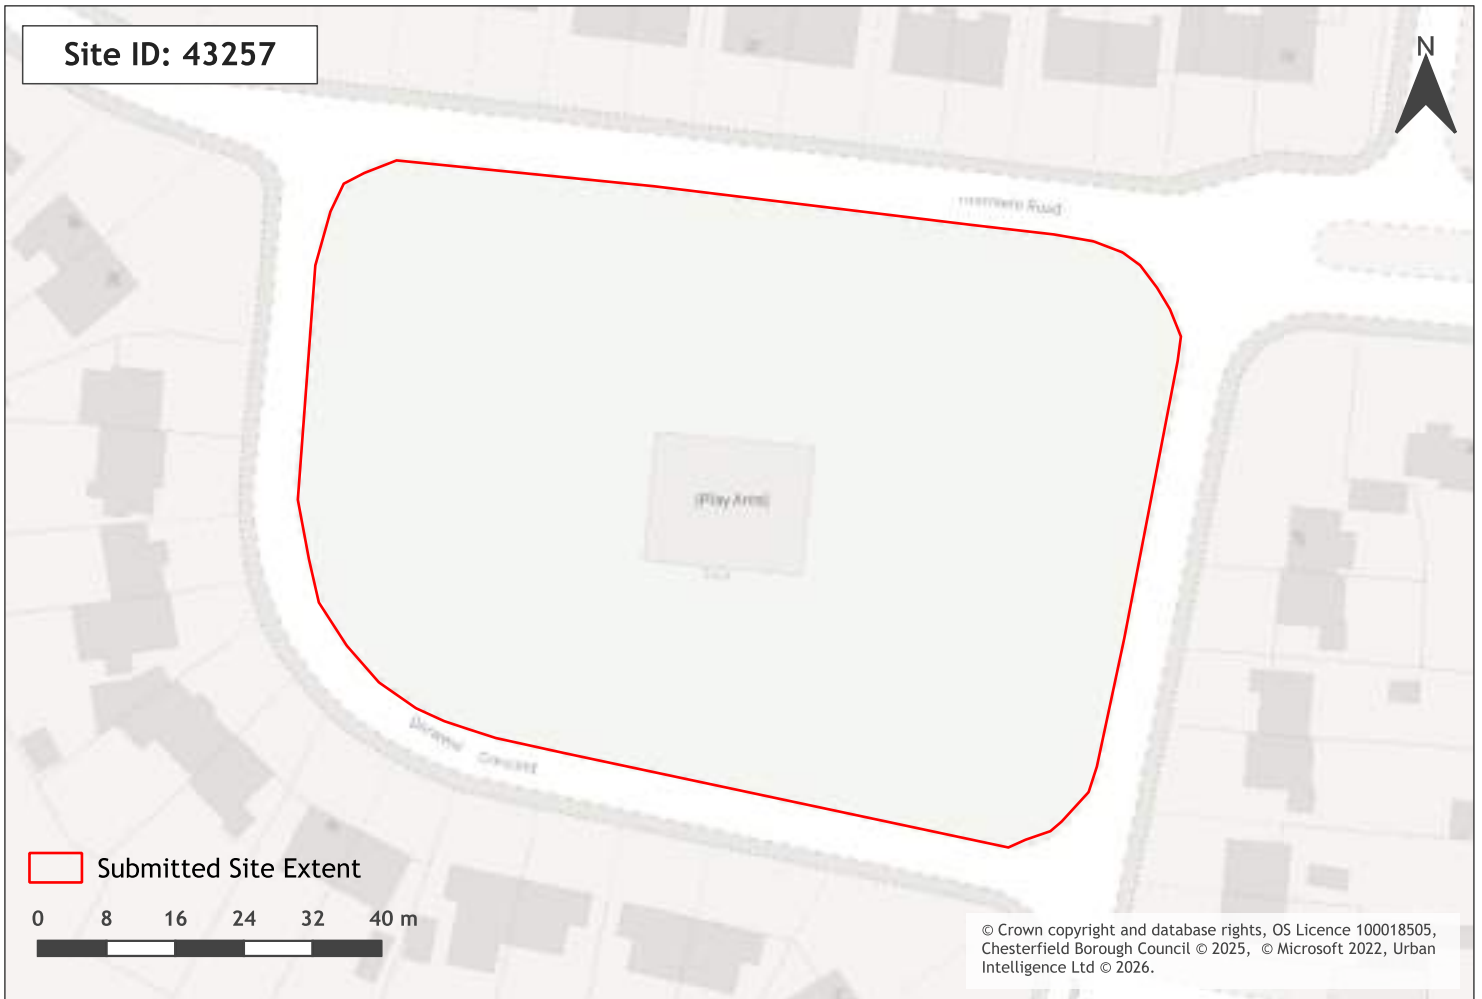 Site ID: 43257
N
Road
(Play Area)
Crescent
Submitted Site Extent
0 8 16 24 32 40 m
© Crown copyright and database rights, OS Licence 100018505,
Chesterfield Borough Council © 2025, © Microsoft 2022, Urban
Intelligence Ltd © 2026.